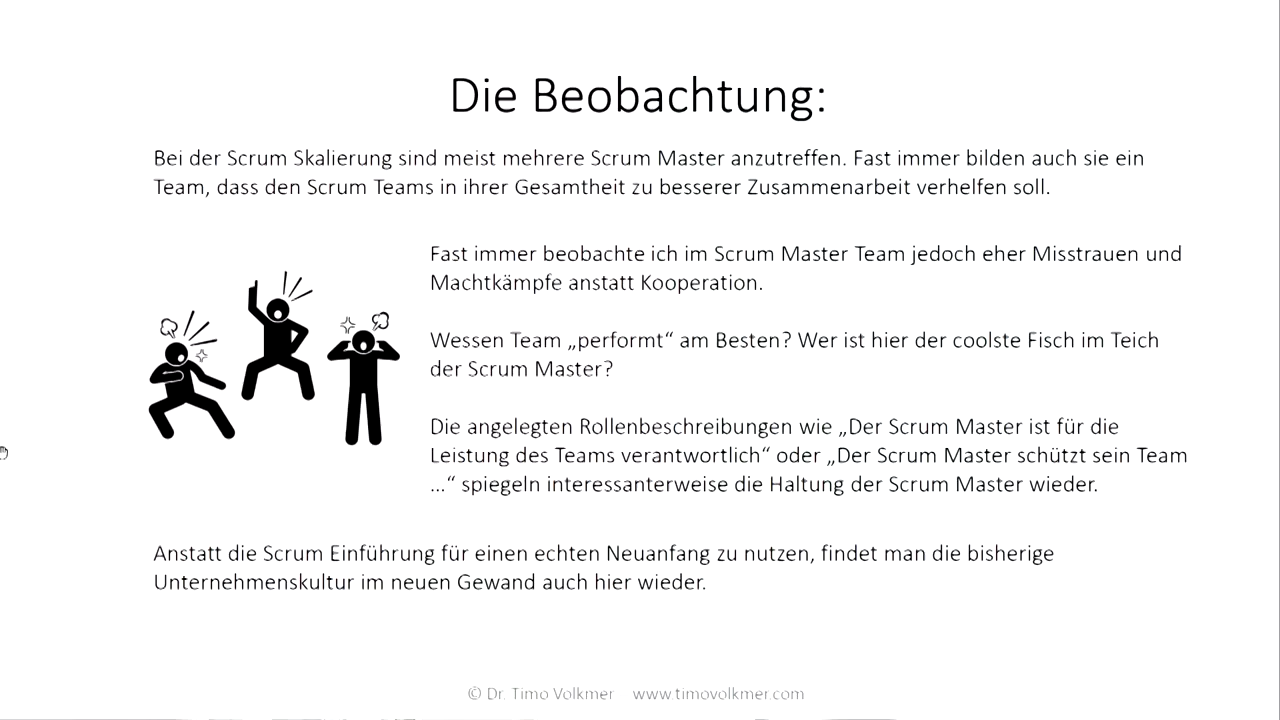 Die Beobachtung:
Bei der Scrum Skalierung sind meist mehrere Scrum Master anzutreffen. Fast immer bilden auch sie ein
Team, dass den Scrum Teams in ihrer Gesamtheit zu besserer Zusammenarbeit verhelfen soll.
Fast immer beobachte ich im Scrum Master Team jedoch eher Misstrauen und
Machtkämpfe anstatt Kooperation.
Wessen Team „performt“ am Besten? Wer ist hier der coolste Fisch im Teich
der Scrum Master?
Die angelegten Rollenbeschreibungen wie „Der Scrum Master ist für die
Leistung des Teams verantwortlich“ oder „Der Scrum Master schützt sein Team
...“ spiegeln interessanterweise die Haltung der Scrum Master wieder.
Anstatt die Scrum Einführung für einen echten Neuanfang zu nutzen, findet man die bisherige
Unternehmenskultur im neuen Gewand auch hier wieder.
© Dr. Timo Volkmer www.timovolkmer.com